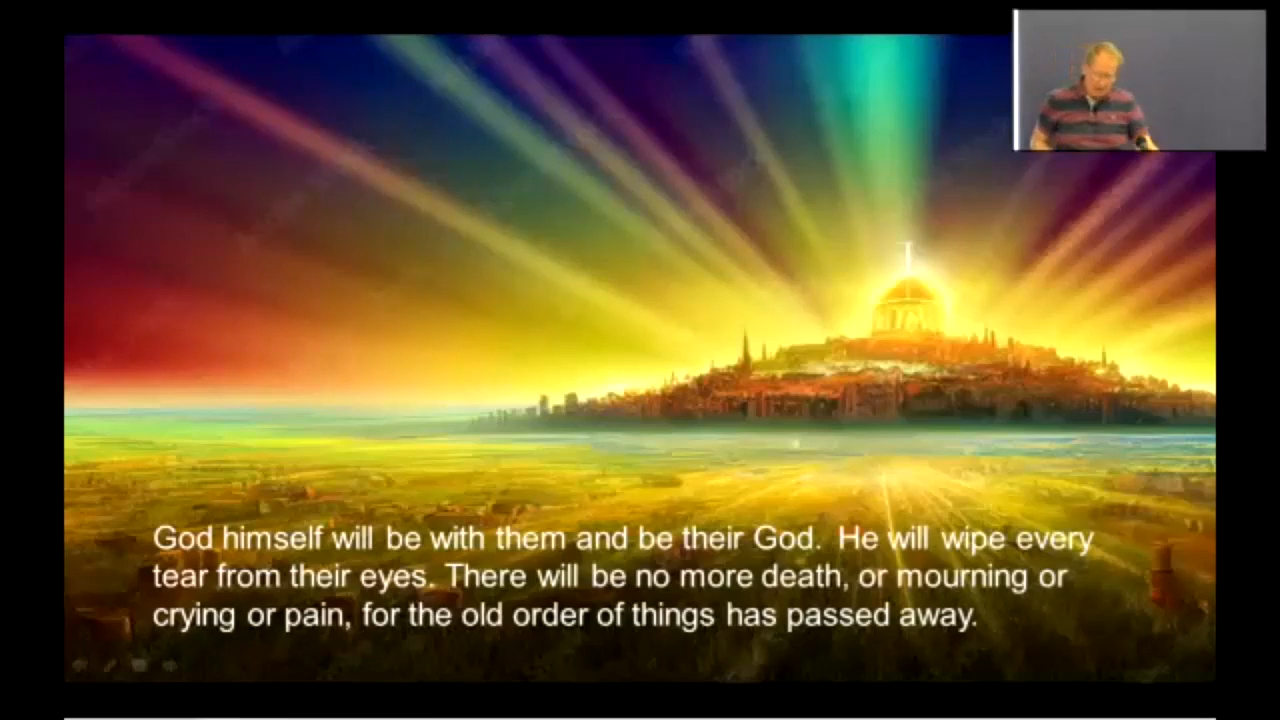 God himself will be with them and be their God.  He will wipe every
tear from their eyes. There will be no more death, or mourning or
crying or pain, for the old order of things has passed away.